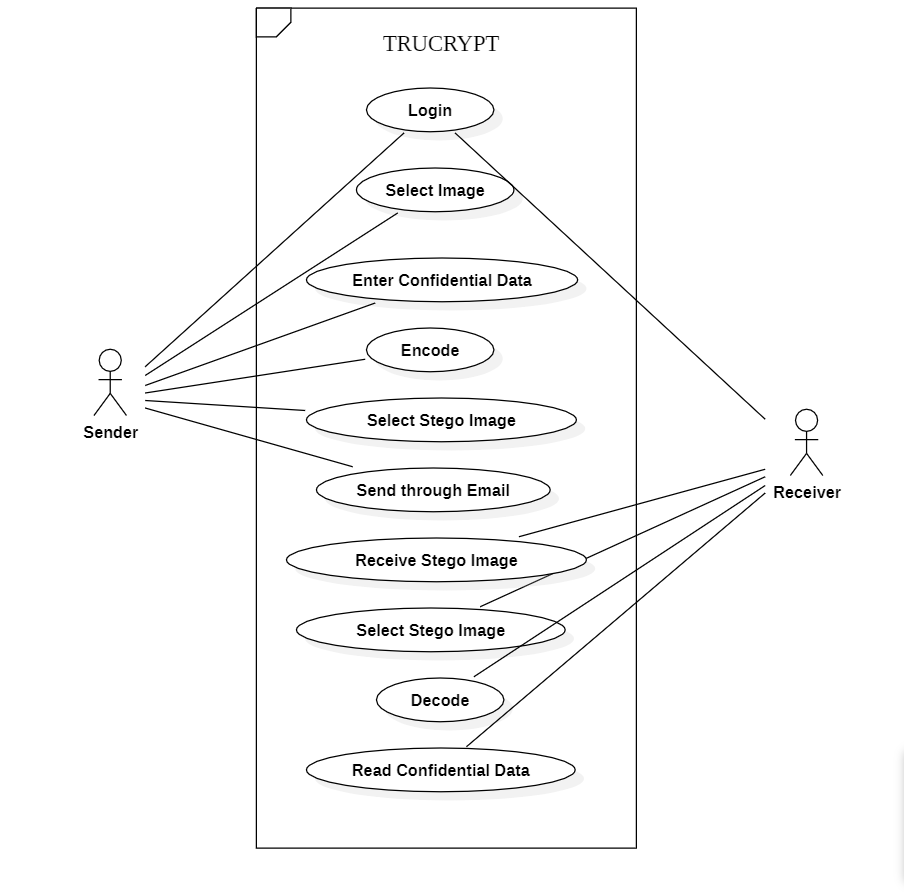 TRUCRYPT
Login
Select Image
Enter Confidential Data
Encode
Select Stego Image
Sender
Send through Email
Receiver
Receive Stego Image
Select Stego Image
Decode
Read Confidential Data